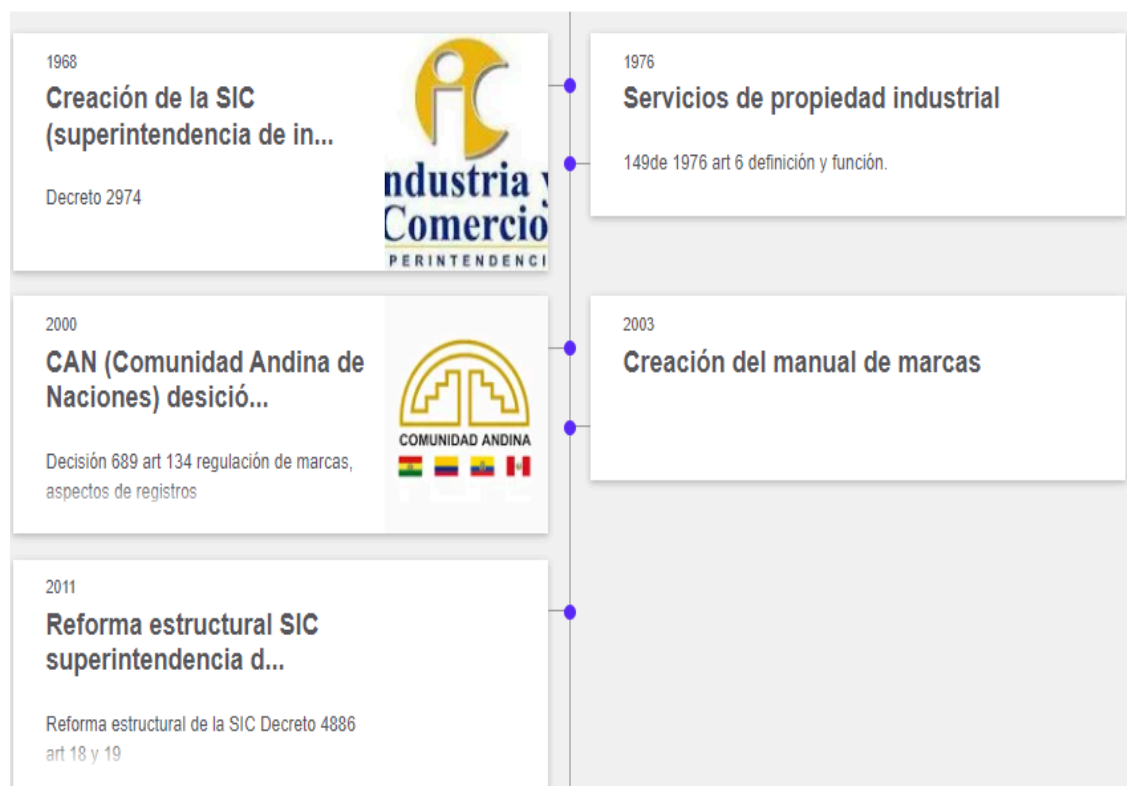 1968
Creación de la SIC
(superintendencia de in...
Decreto 2974
ndustria y
Comercio
PERINTENDENCI
1976
Servicios de propiedad industrial
149de 1976 art 6 definición y función.
2000
CAN (Comunidad Andina de
Naciones) desició...
Decisión 689 art 134 regulación de marcas,
aspectos de registros
COMUNIDAD ANDINA
2003
Creación del manual de marcas
2011
Reforma estructural SIC
superintendencia d...
Reforma estructural de la SIC Decreto 4886
art 18 y 19